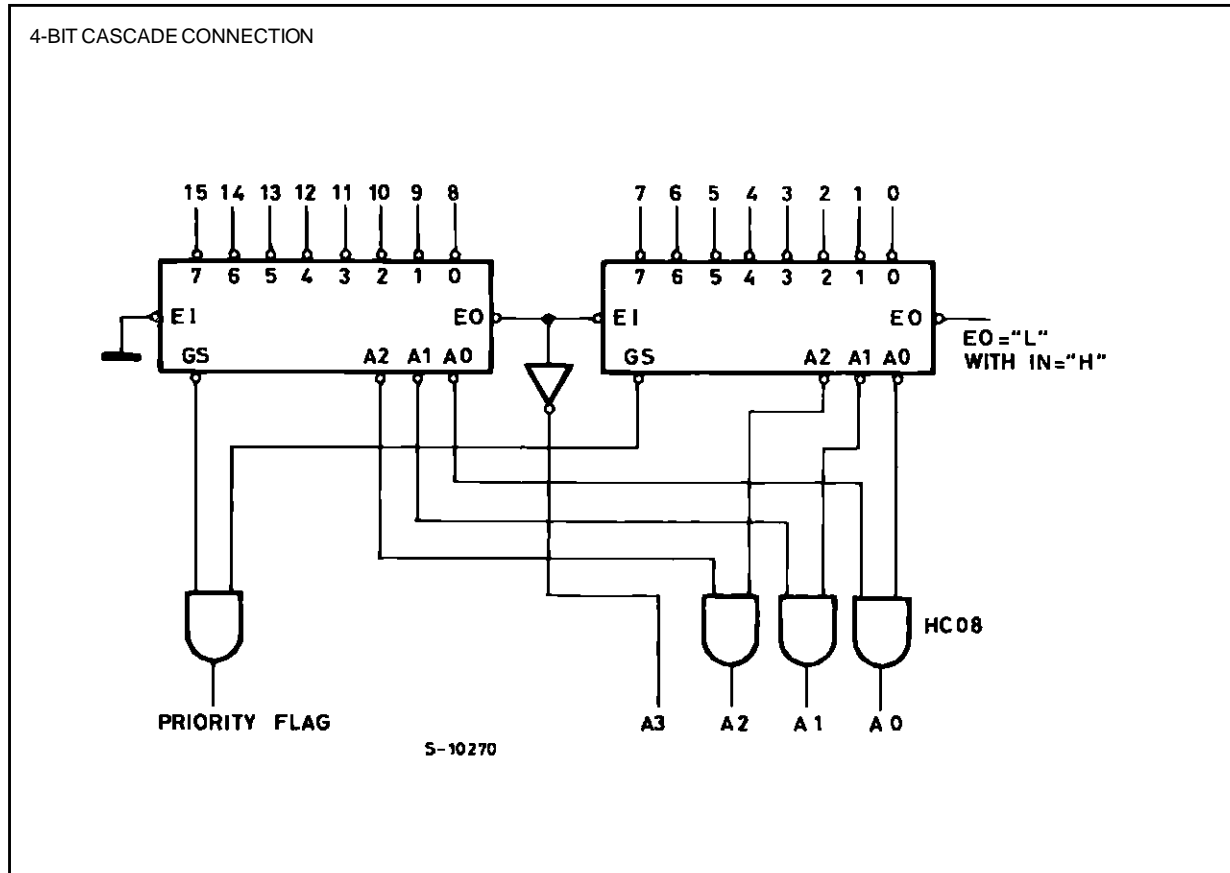 4-BIT CASCADE CONNECTION
15 14 13 12 11 10 9 8
7 6 5 4 3 2 1 0
7 6 5 4 3 2 1 0
7 6 5 4 3 2 1 0
EI
EO
EI
EO
EO="L"
WITH IN="H"
GS
A2 A1 A0
GS
A2 A1 A0
HC08
PRIORITY FLAG
A3
A2
A1
A0
S-10270